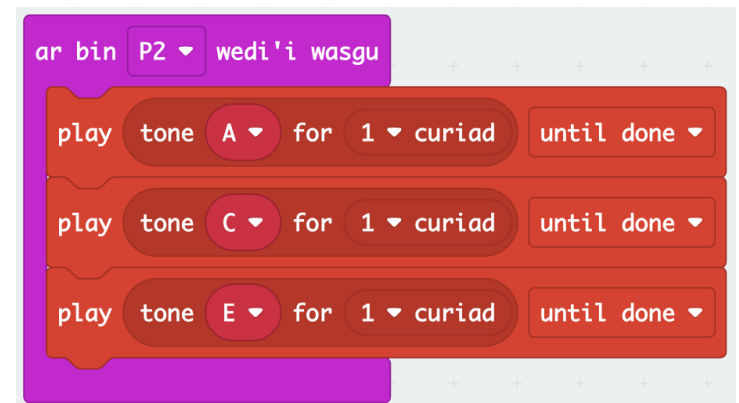 ar bin P2 wedi'i wasgu
play tone A for 1 curiad until done
play tone C for 1 curiad until done
play tone E for 1 curiad until done